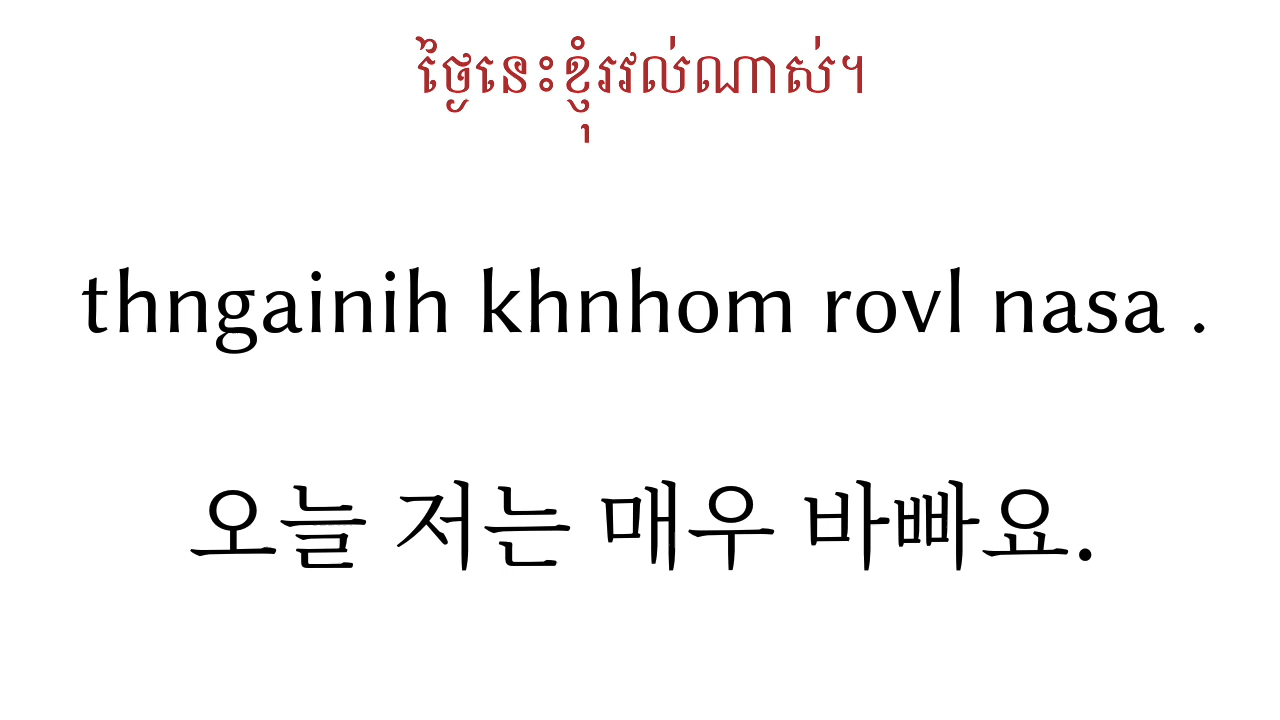 ថ្ងៃនេះខ្ញុំរវល់ណាស់។
thngainih khnhom rovl nasa .
오늘 저는 매우 바빠요.